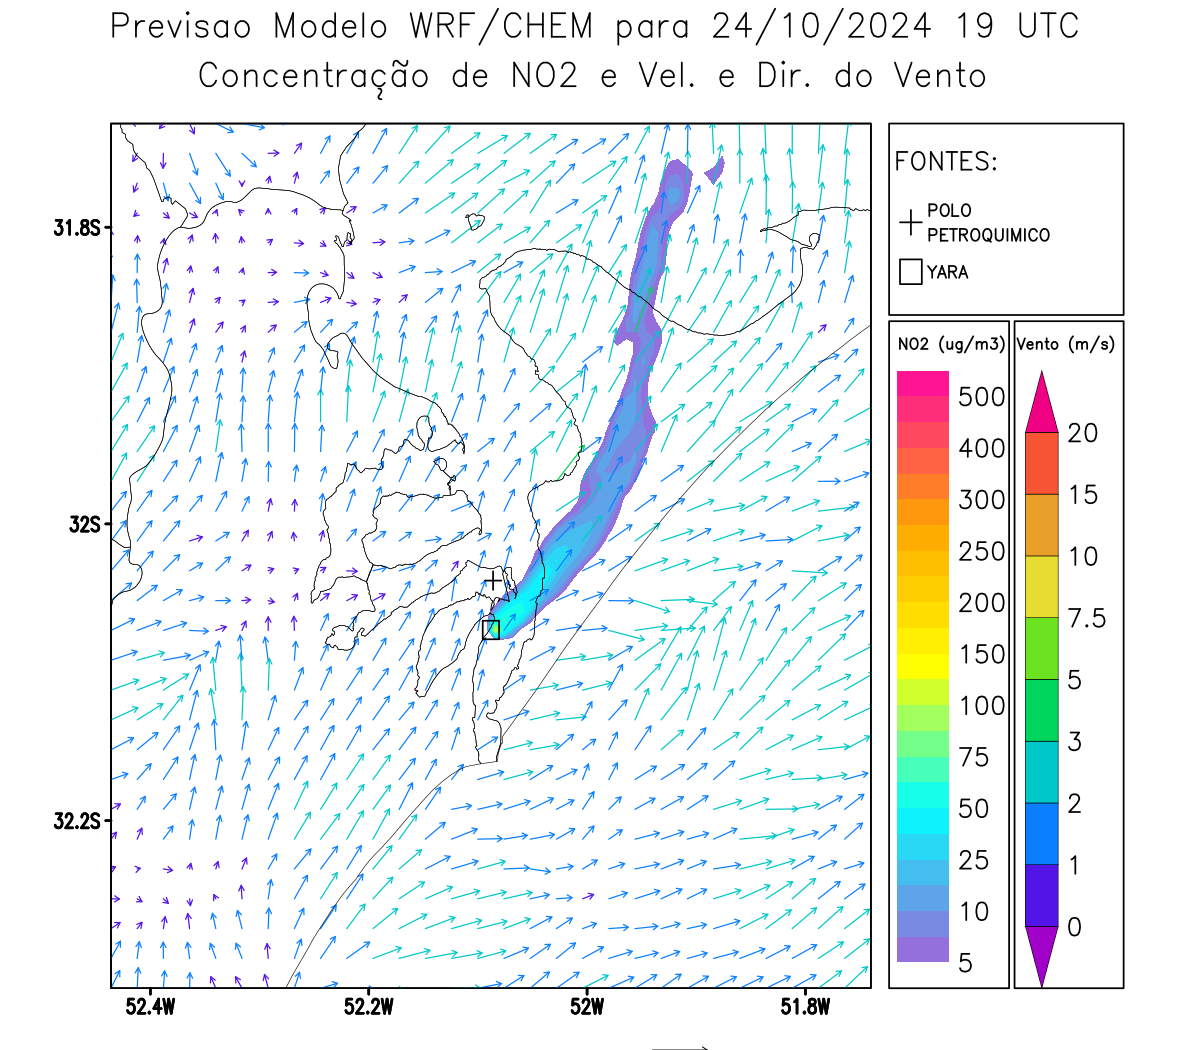 Previsao Modelo WRF/CHEM para 24/10/2024 19 UTC
Concentração de NO2 e Vel. e Dir. do Vento
FONTES:
POLO
PETROQUIMICO
YARA
NO2 (ug/m3)
500
400
300
250
200
150
100
75
50
25
10
5
Vento (m/s)
20
15
10
7.5
5
3
2
1
0
31.8S
32S
32.2S
52.4W
52.2W
52W
51.8W